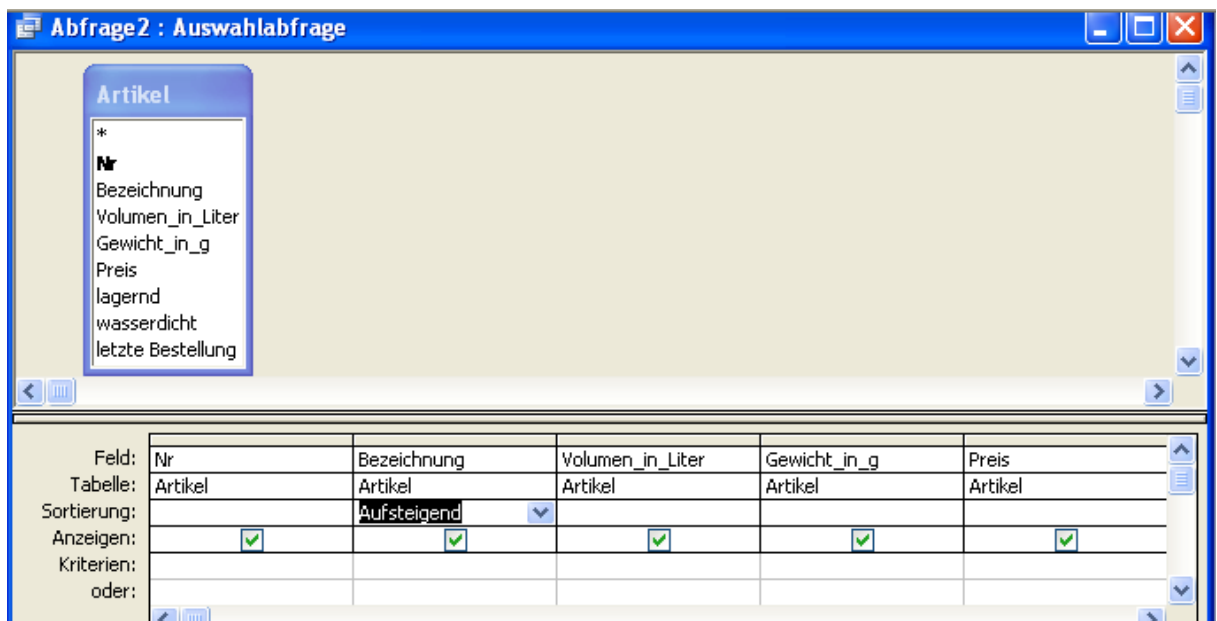 Abfrage2 : Auswahlabfrage
Artikel
*
Nr
Bezeichnung
Volumen_in_Liter
Gewicht_in_g
Preis
lagernd
wasserdicht
letzte Bestellung
Feld: Nr Bezeichnung Volumen_in_Liter Gewicht_in_g Preis
Tabelle: Artikel Artikel Artikel Artikel Artikel
Sortierung: Aufsteigend
Anzeigen:
Kriterien:
oder: